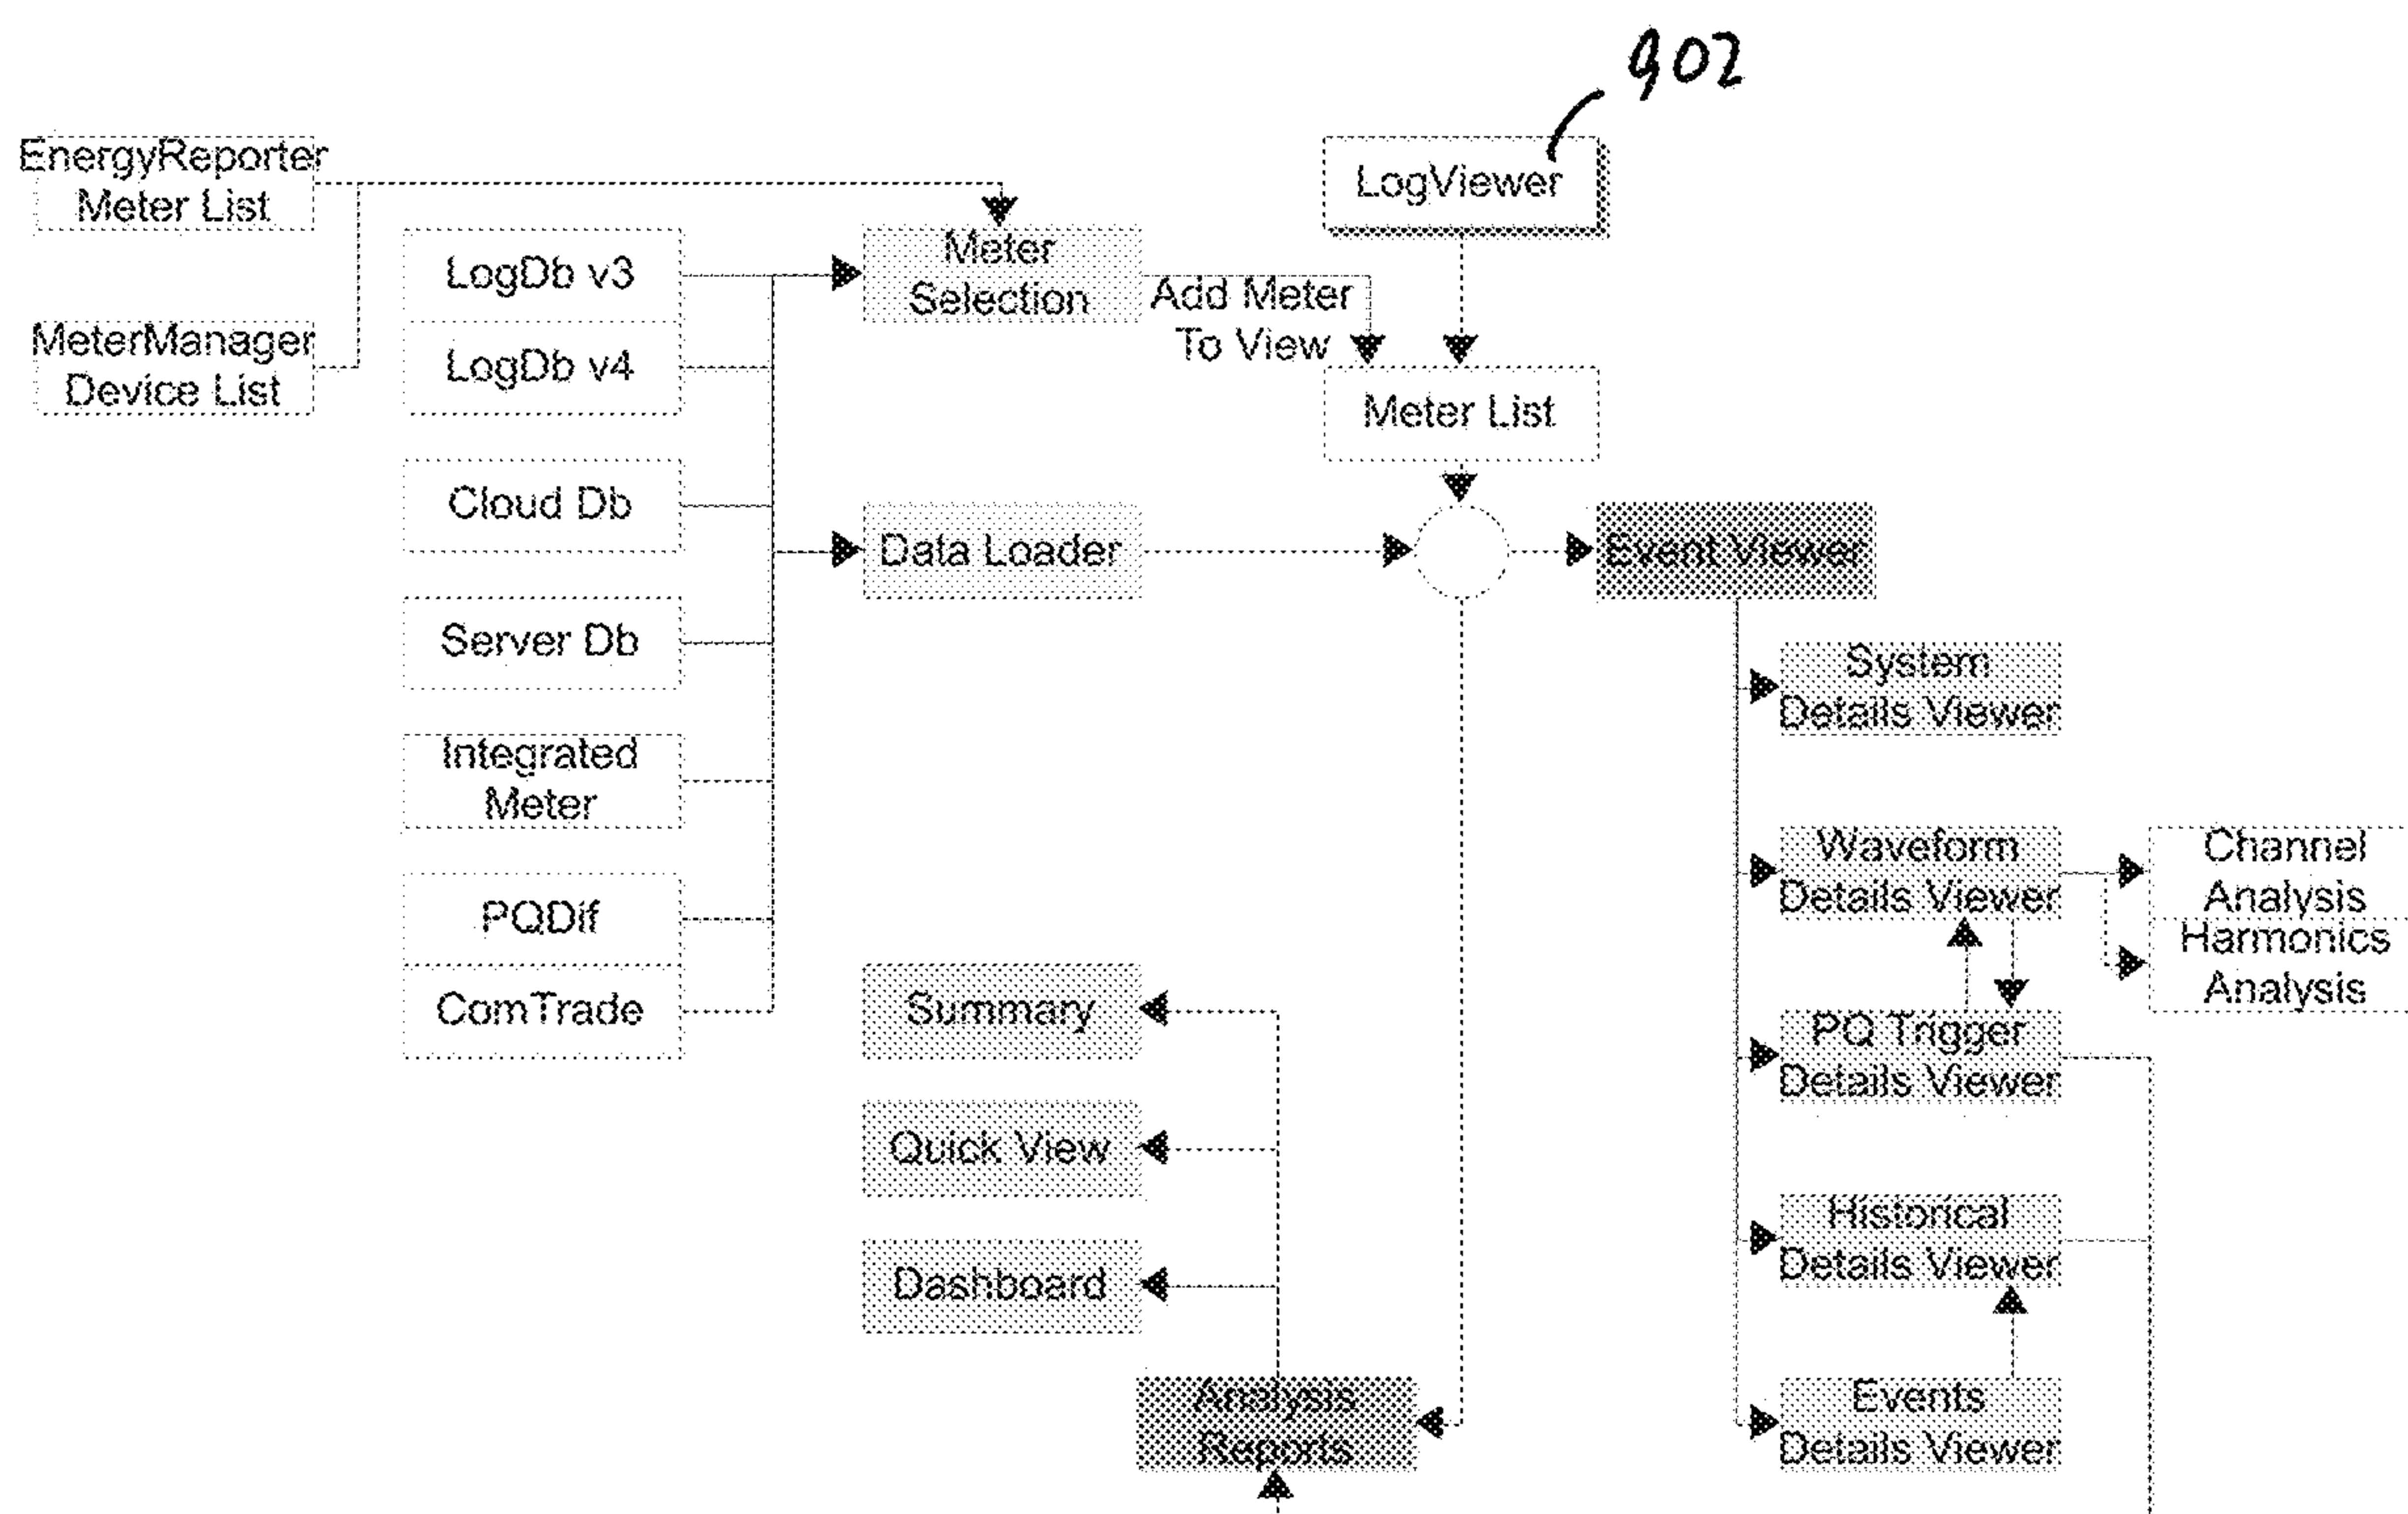 902
EnergyReporter
Meter List
LogViewer
LogDb v3
Meter
Selection
Add Meter
To View
MeterManager
Device List
LogDb v4
Meter List
Cloud Db
Data Loader
Event Viewer
Server Db
System
Details Viewer
Integrated
Meter
Waveform
Details Viewer
Channel
Analysis
PQDif
Harmonics
Analysis
Summary
ComTrade
PQ Trigger
Details Viewer
Quick View
Historical
Details Viewer
Dashboard
Analysis
Reports
Events
Details Viewer